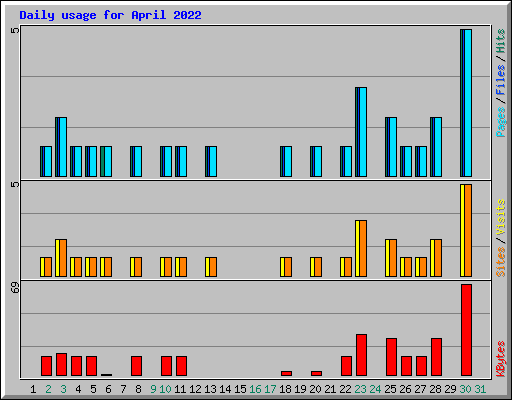 Daily usage for April 2022
5
Pages/Files/Hits
5
Sites/Visits
69
KBytes
1 2 3 4 5 6 7 8 9 10 11 12 13 14 15 16 17 18 19 20 21 22 23 24 25 26 27 28 29 30 31